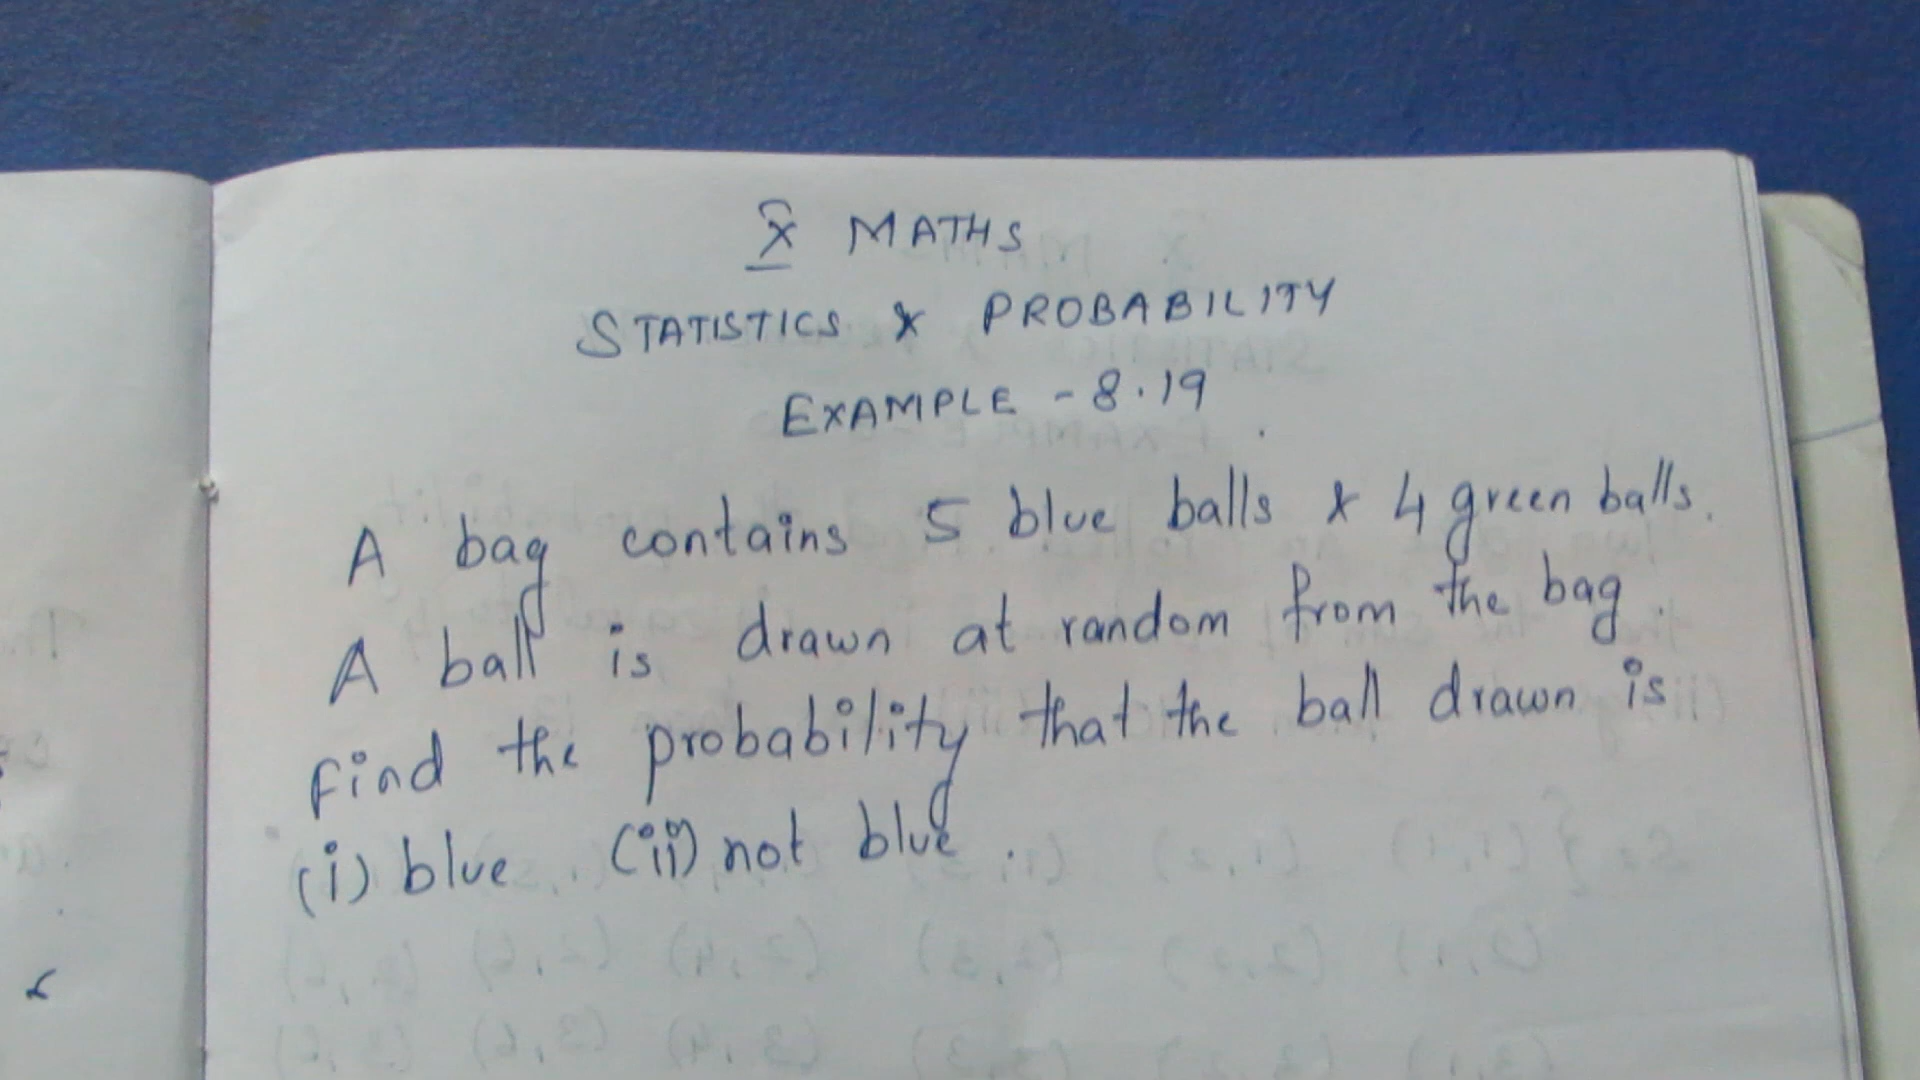 X MATHS
STATISTICS & PROBABILITY
EXAMPLE - 8.19
A bag contains 5 blue balls & 4 green balls.
A ball is drawn at random from the bag.
Find the probability that the ball drawn is
(i) blue (ii) not blue.